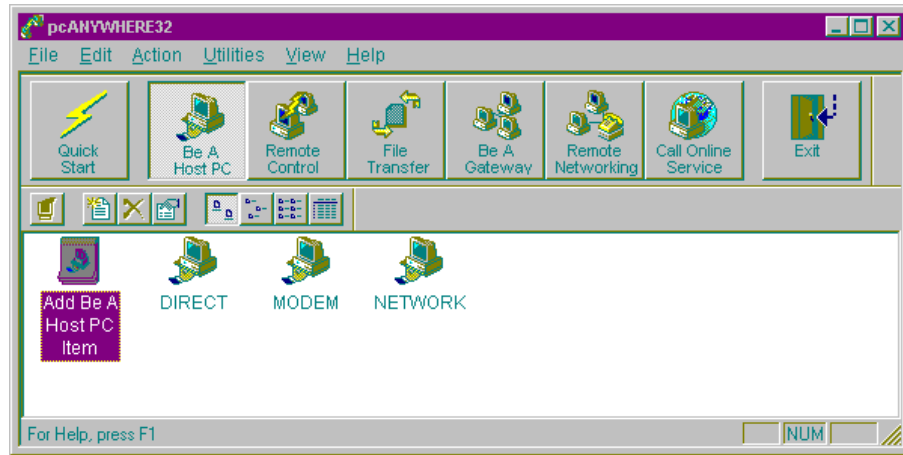 pcANYWHERE32
File Edit Action Utilities View Help
Quick
Start
Be A
Host PC
Remote
Control
File
Transfer
Be A
Gateway
Remote
Networking
Call Online
Service
Exit
Add Be A
Host PC
Item
DIRECT
MODEM
NETWORK
For Help, press F1
NUM